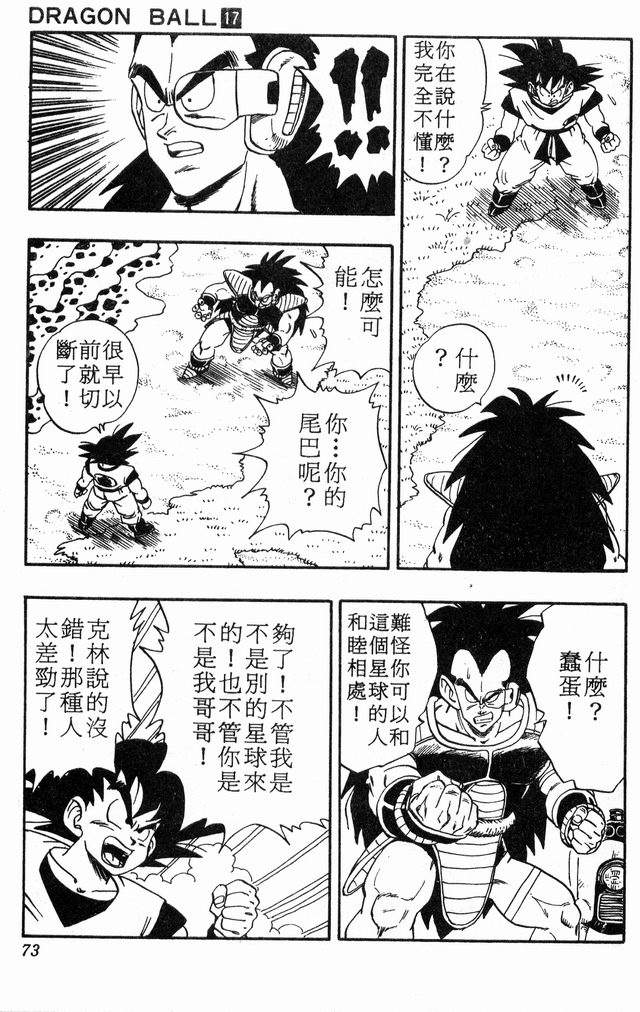 DRAGON BALL 17
你在說什麼？
我完全不懂！
什麼
？
!!
怎麼可
能！
你…你的
尾巴呢？
很早以
前就切
斷了！
什麼？
蠢蛋！
難怪你可以和
這個星球的人
和睦相處！
夠了！不管我是
不是別的星球來
的！也不管你是
不是我哥哥！
克林說的沒
錯！那種人
太差勁了！
73